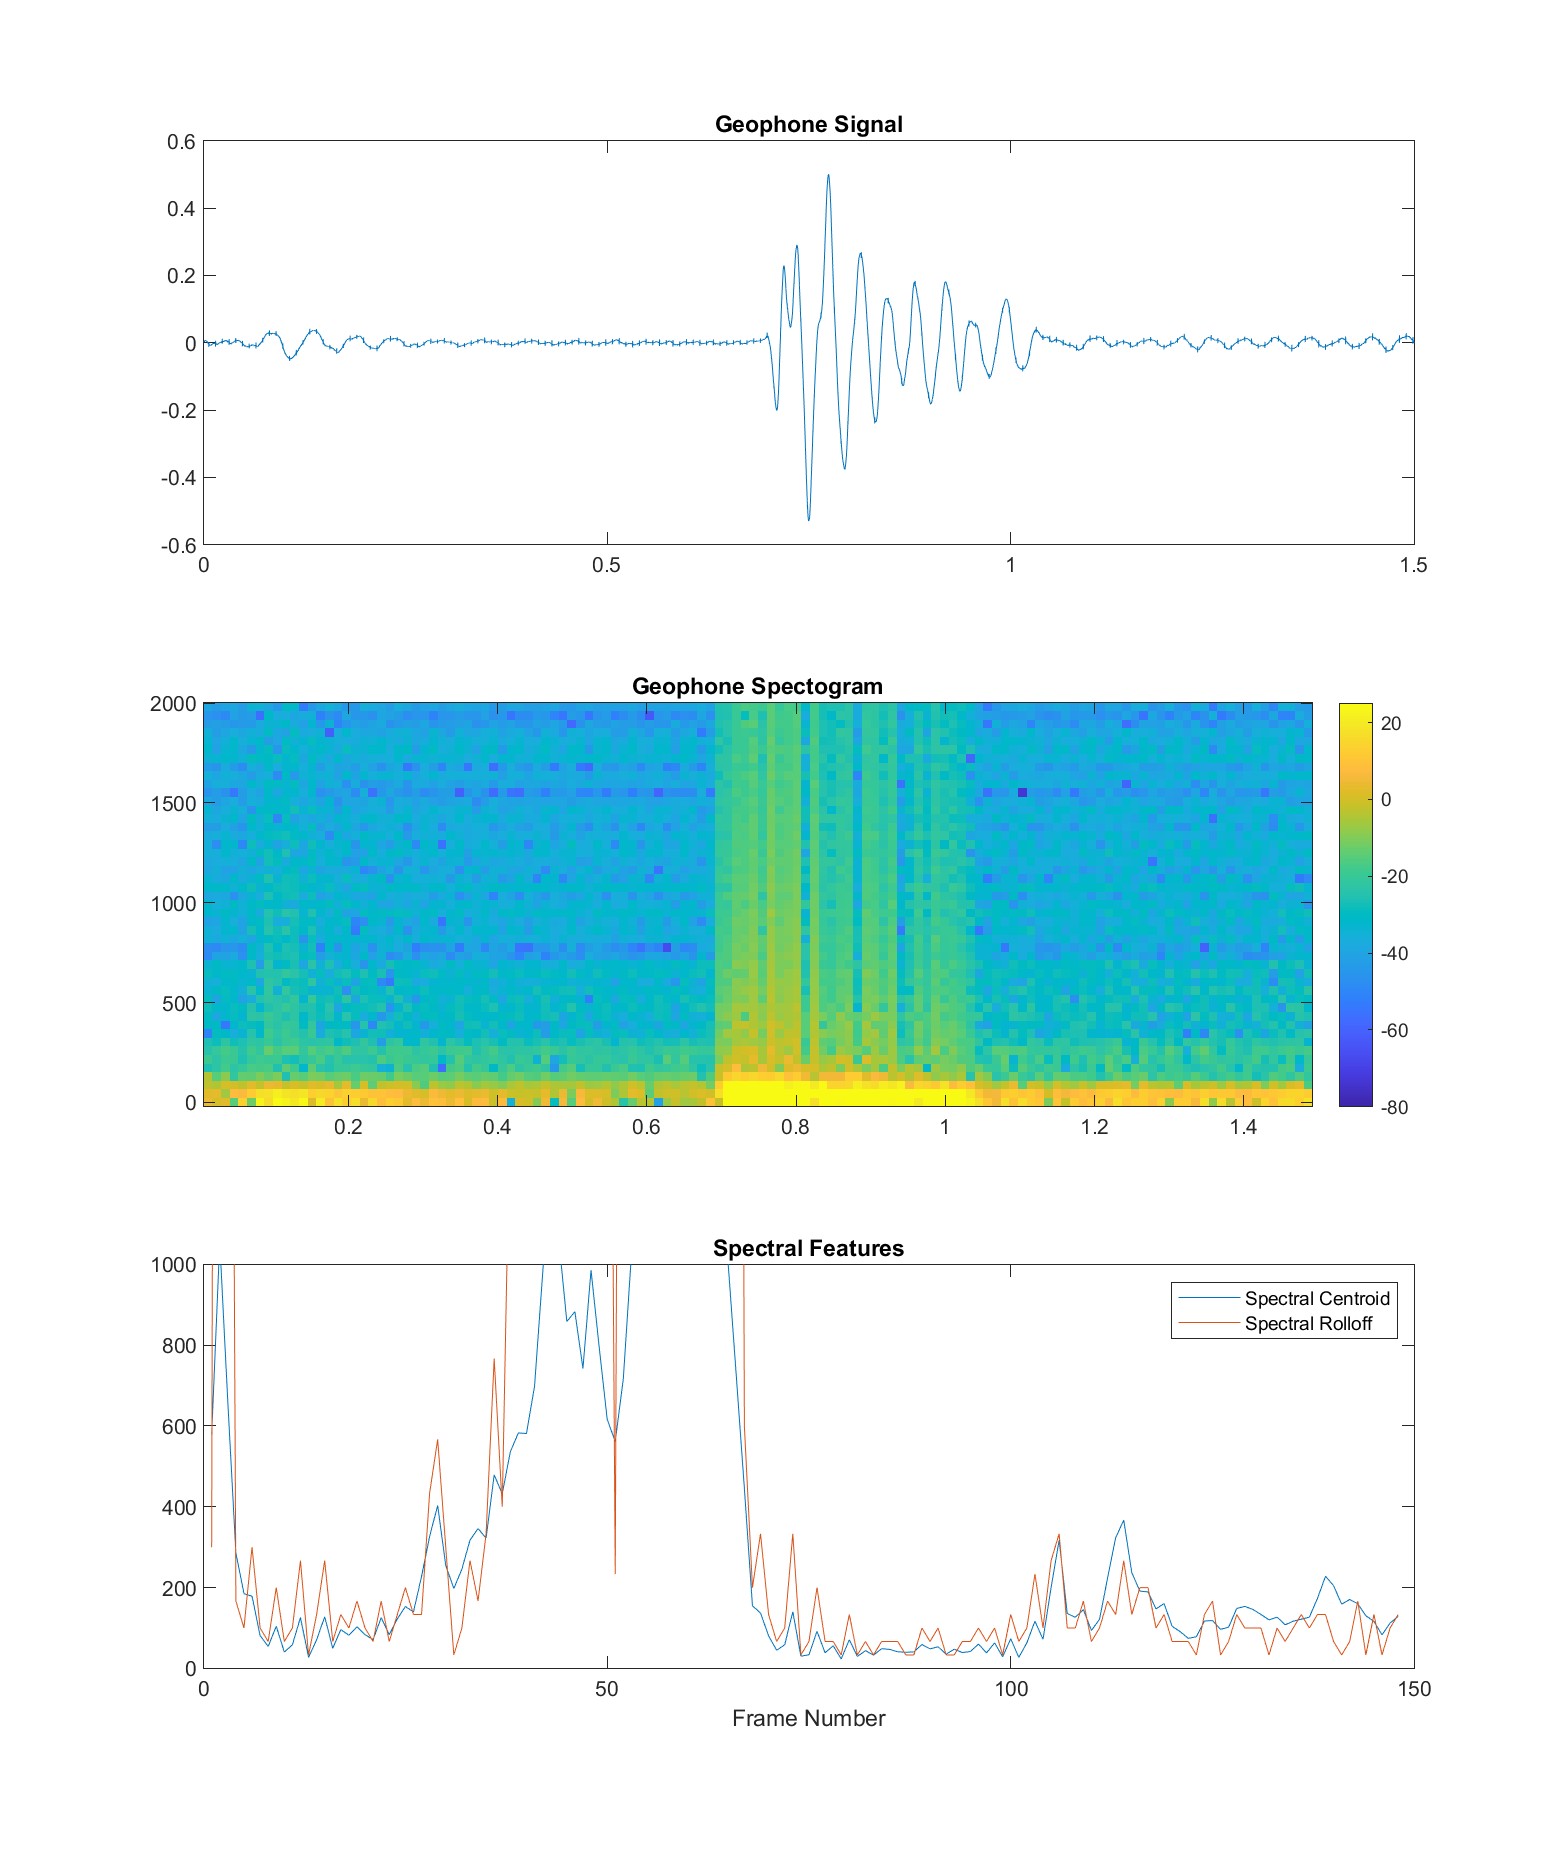 Geophone Signal
0.6
0.4
0.2
0
-0.2
-0.4
-0.6
0 0.5 1 1.5
Geophone Spectogram
2000
1500
1000
500
0
0.2 0.4 0.6 0.8 1 1.2 1.4
20
0
-20
-40
-60
-80
Spectral Features
1000
800
600
400
200
0
Spectral Centroid
Spectral Rolloff
0 50 100 150
Frame Number